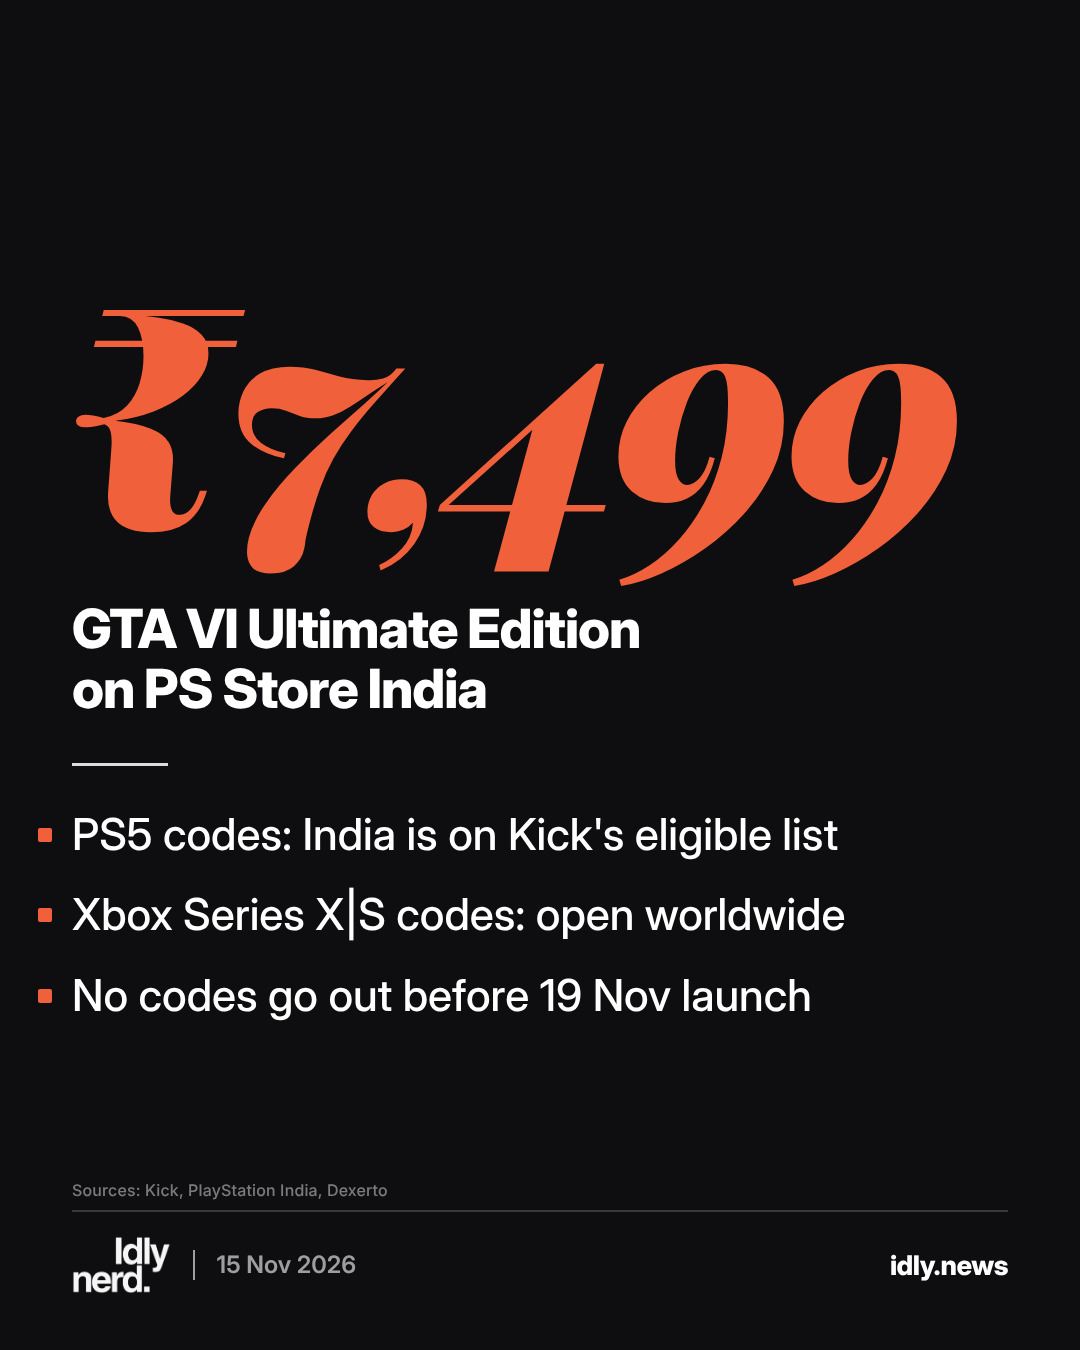 ₹7,499
GTA VI Ultimate Edition
on PS Store India
PS5 codes: India is on Kick's eligible list
Xbox Series X|S codes: open worldwide
No codes go out before 19 Nov launch
Sources: Kick, PlayStation India, Dexerto
Idly
nerd.
15 Nov 2026
idly.news